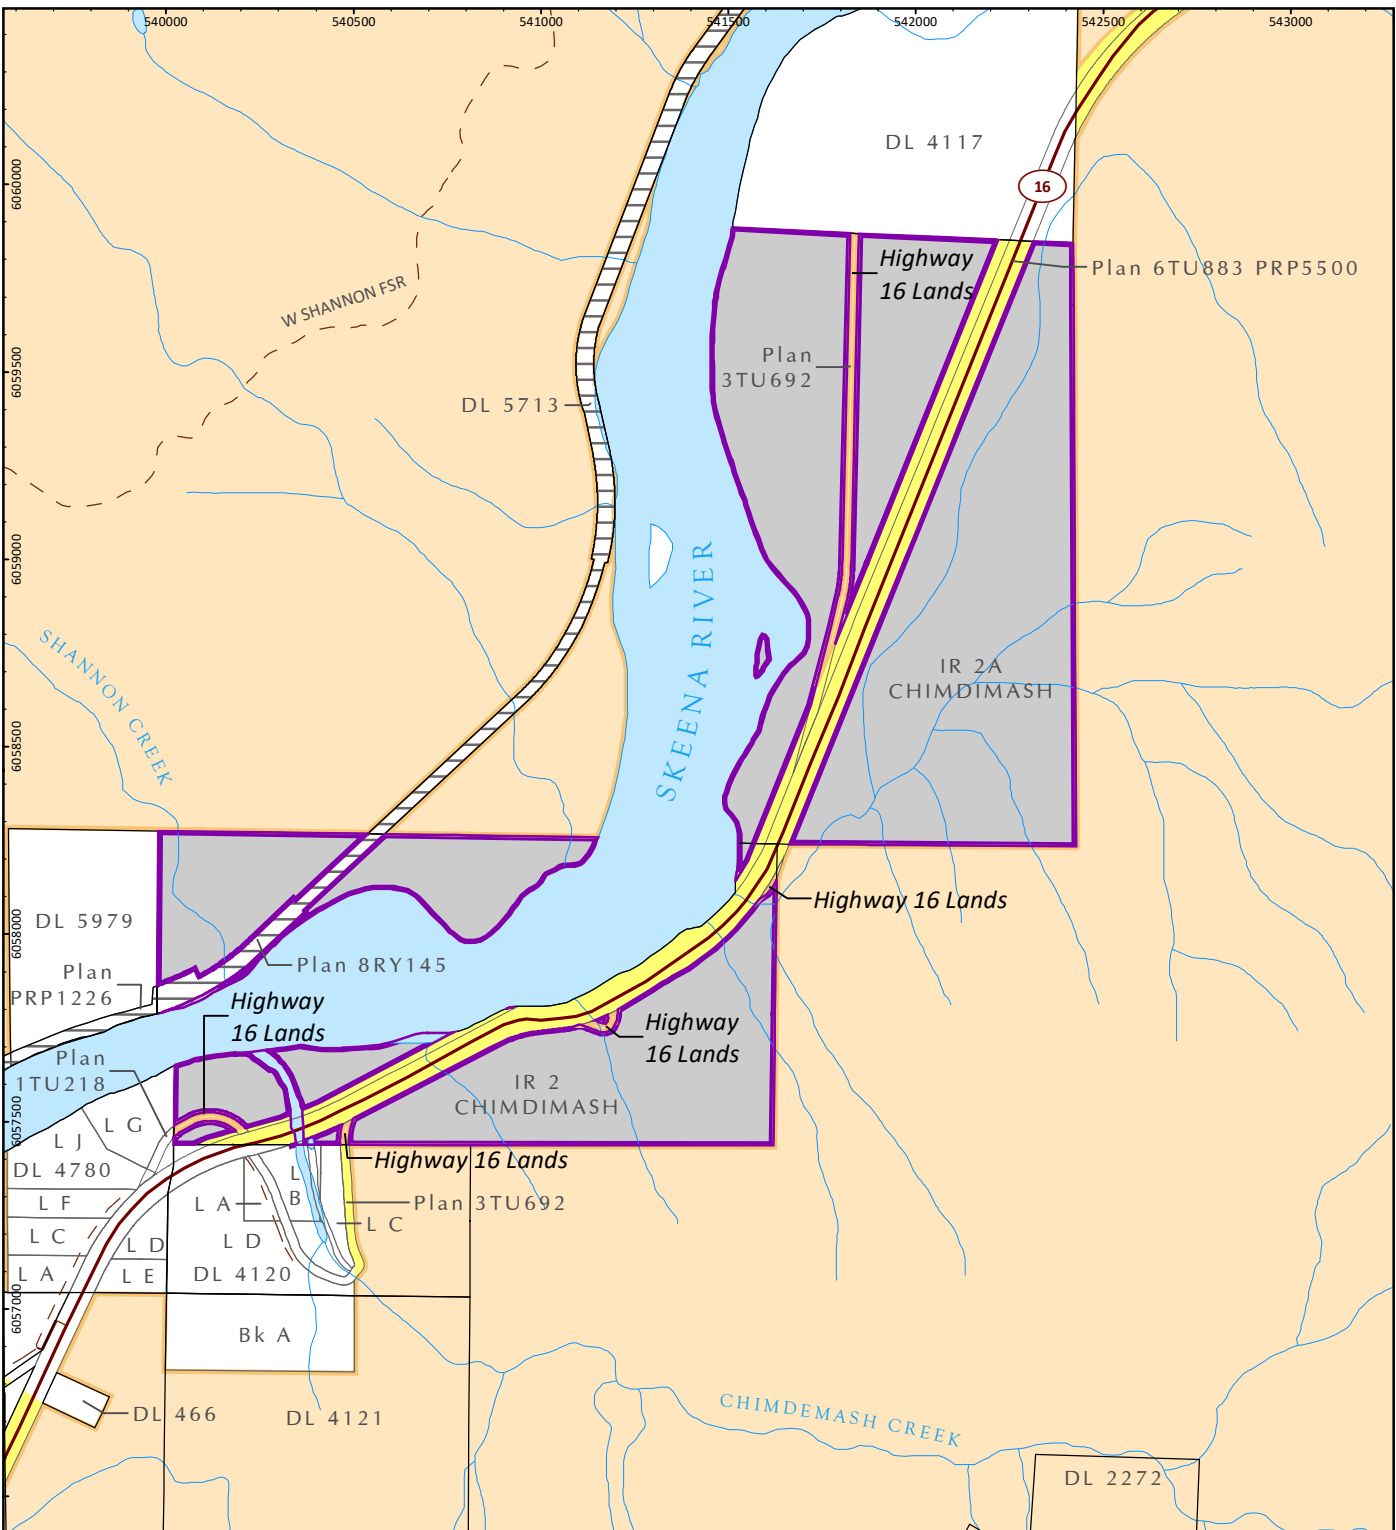 540000
540500
541000
541500
542000
542500
543000
6060000
6059500
6059000
6058500
6058000
6057500
6057000
DL 4117
16
Highway
16 Lands
Plan 6TU883 PRP5500
W SHANNON FSR
Plan
3TU692
DL 5713
SKEENA RIVER
SHANNON CREEK
IR 2A
CHIMDIMASH
Highway 16 Lands
DL 5979
Plan 8RY145
Plan
PRP1226
Highway
16 Lands
Highway
16 Lands
Plan
1TU218
IR 2
CHIMDIMASH
L G
L J
DL 4780
Highway 16 Lands
L F
L A
L
B
Plan 3TU692
L C
L C
L D
L D
L A
L E
DL 4120
Bk A
DL 466
DL 4121
CHIMDEMASH CREEK
DL 2272